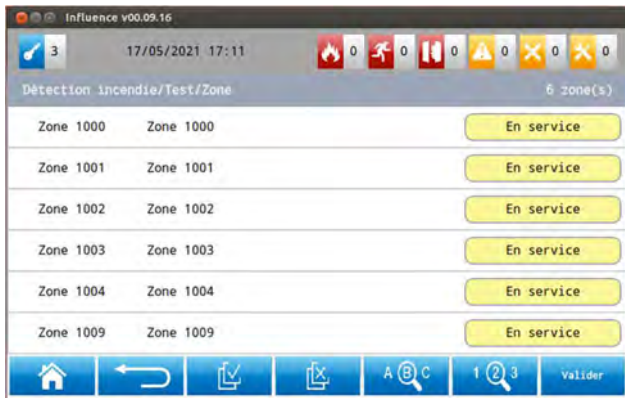 Influence v00.09.16
3 17/05/2021 17:11 0 0 0 0 0 0
Détection incendie/Test/Zone 6 zone(s)
Zone 1000 Zone 1000 En service
Zone 1001 Zone 1001 En service
Zone 1002 Zone 1002 En service
Zone 1003 Zone 1003 En service
Zone 1004 Zone 1004 En service
Zone 1009 Zone 1009 En service
A B C 1 2 3 Valider